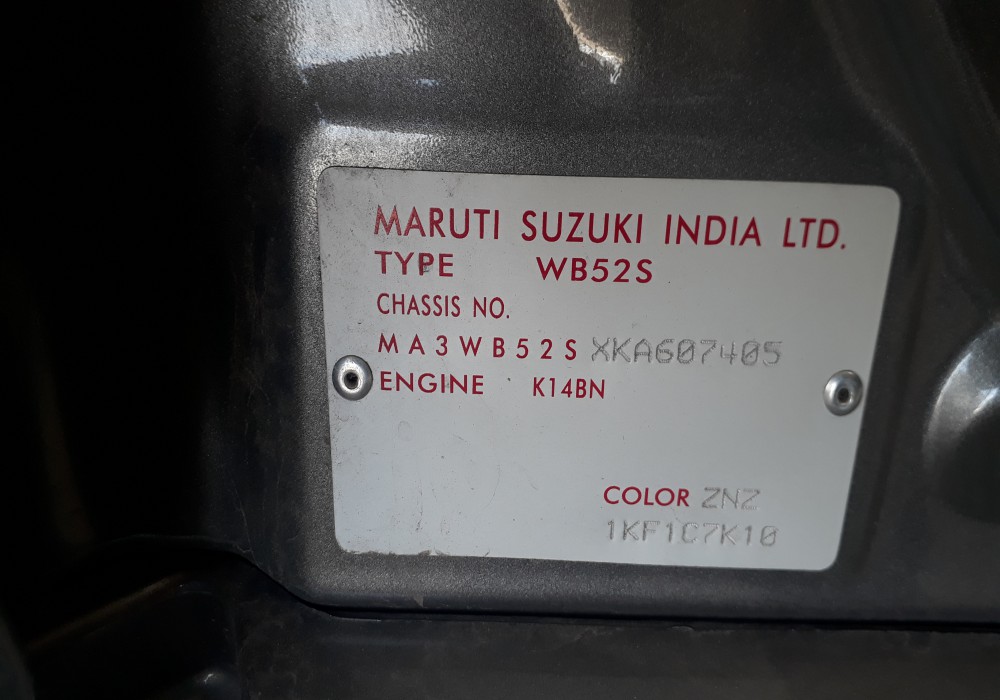 MARUTI SUZUKI INDIA LTD.
TYPE WB52S
CHASSIS NO.
MA3WB52SXKA607405
ENGINE K14BN
COLOR ZNZ
1KF1C7K10